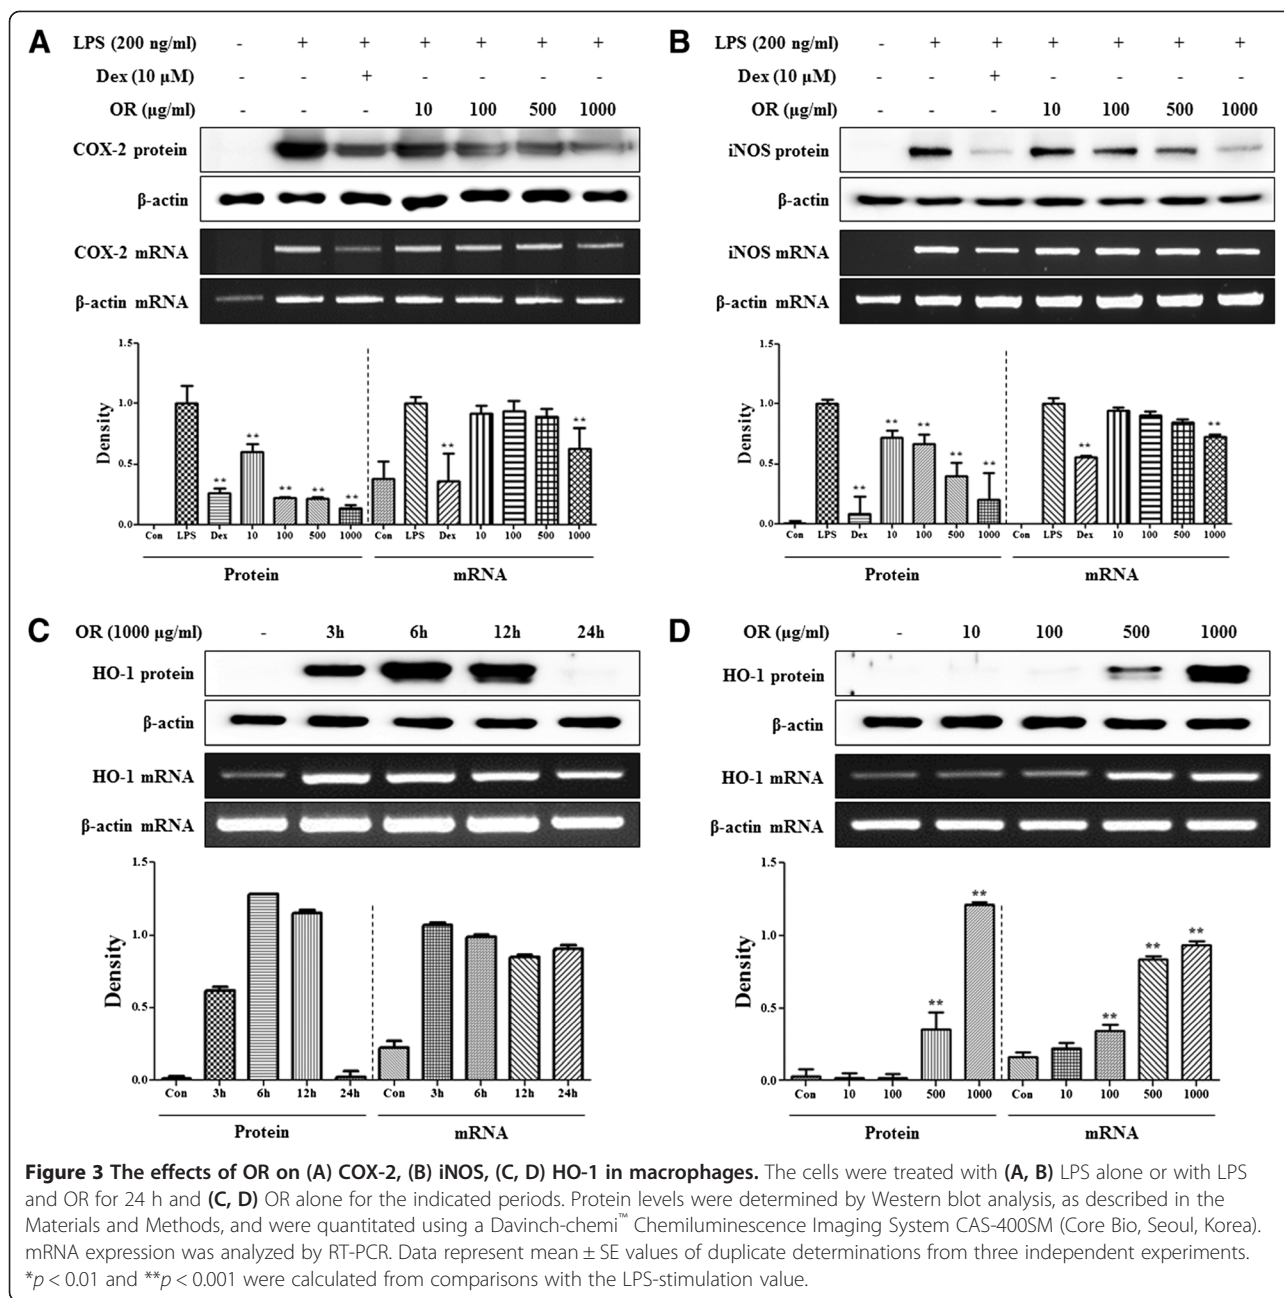 A
LPS (200 ng/ml) - + + + + + +
Dex (10 µM) - - + - - - -
OR (µg/ml) - - - 10 100 500 1000
COX-2 protein
β-actin
COX-2 mRNA
β-actin mRNA
Density
1.5
1.0
0.5
0.0
** ** ** ** ** ** **
Con LPS Dex 10 100 500 1000 Con LPS Dex 10 100 500 1000
Protein mRNA
B
LPS (200 ng/ml) - + + + + + +
Dex (10 µM) - - + - - - -
OR (µg/ml) - - - 10 100 500 1000
iNOS protein
β-actin
iNOS mRNA
β-actin mRNA
Density
1.5
1.0
0.5
0.0
** ** ** ** ** ** **
Con LPS Dex 10 100 500 1000 Con LPS Dex 10 100 500 1000
Protein mRNA
C
OR (1000 µg/ml) - 3h 6h 12h 24h
HO-1 protein
β-actin
HO-1 mRNA
β-actin mRNA
Density
1.5
1.0
0.5
0.0
Con 3h 6h 12h 24h Con 3h 6h 12h 24h
Protein mRNA
D
OR (µg/ml) - 10 100 500 1000
HO-1 protein
β-actin
HO-1 mRNA
β-actin mRNA
Density
1.5
1.0
0.5
0.0
** ** ** ** **
Con 10 100 500 1000 Con 10 100 500 1000
Protein mRNA
Figure 3 The effects of OR on (A) COX-2, (B) iNOS, (C, D) HO-1 in macrophages. The cells were treated with (A, B) LPS alone or with LPS
and OR for 24 h and (C, D) OR alone for the indicated periods. Protein levels were determined by Western blot analysis, as described in the
Materials and Methods, and were quantitated using a Davinch-chemi™ Chemiluminescence Imaging System CAS-400SM (Core Bio, Seoul, Korea).
mRNA expression was analyzed by RT-PCR. Data represent mean ± SE values of duplicate determinations from three independent experiments.
*p < 0.01 and **p < 0.001 were calculated from comparisons with the LPS-stimulation value.